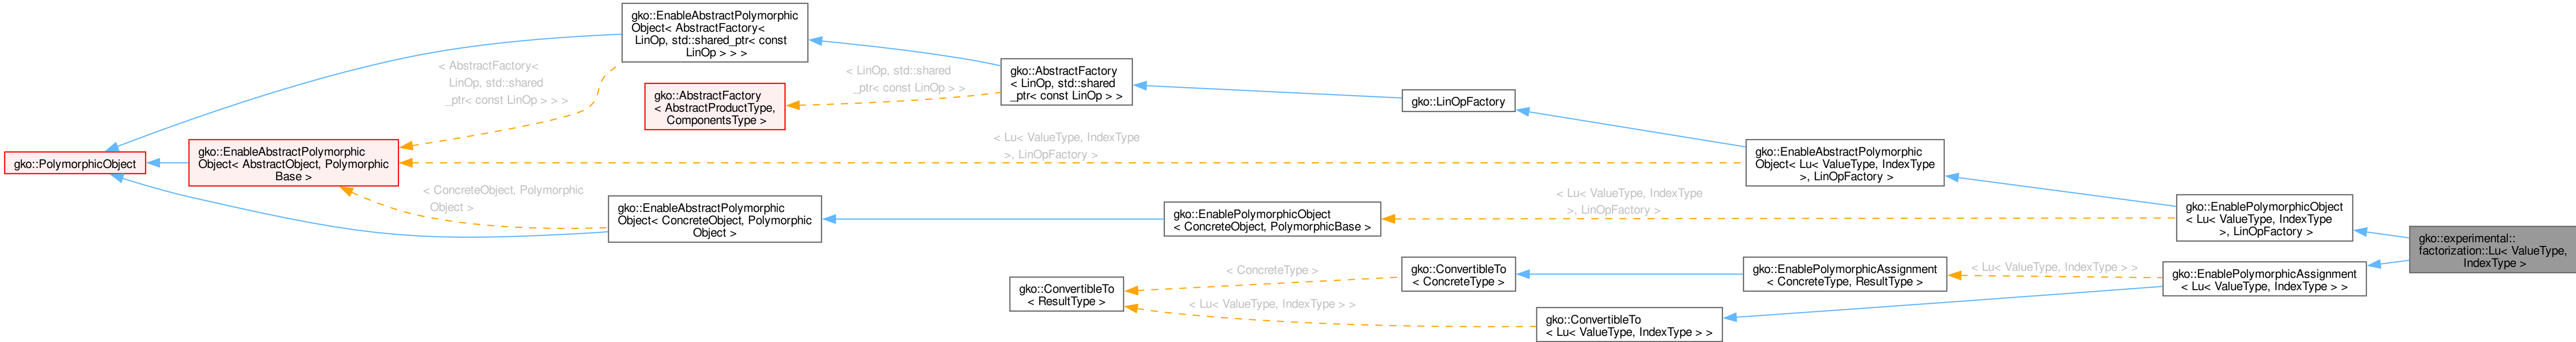 gko::EnableAbstractPolymorphic
Object< AbstractFactory<
LinOp, std::shared_ptr< const
LinOp > > >
< AbstractFactory<
LinOp, std::shared
_ptr< const LinOp > > >
gko::AbstractFactory
< AbstractProductType,
ComponentsType >
< LinOp, std::shared
_ptr< const LinOp > >
gko::AbstractFactory
< LinOp, std::shared
_ptr< const LinOp > >
gko::LinOpFactory
gko::PolymorphicObject
gko::EnableAbstractPolymorphic
Object< AbstractObject, Polymorphic
Base >
< Lu< ValueType, IndexType
>, LinOpFactory >
gko::EnableAbstractPolymorphic
Object< Lu< ValueType, IndexType
>, LinOpFactory >
< ConcreteObject, Polymorphic
Object >
gko::EnableAbstractPolymorphic
Object< ConcreteObject, Polymorphic
Object >
gko::EnablePolymorphicObject
< ConcreteObject, PolymorphicBase >
< Lu< ValueType, IndexType
>, LinOpFactory >
gko::EnablePolymorphicObject
< Lu< ValueType, IndexType
>, LinOpFactory >
gko::experimental::
factorization::Lu< ValueType,
IndexType >
gko::ConvertibleTo
< ResultType >
< ConcreteType >
< Lu< ValueType, IndexType > >
gko::ConvertibleTo
< ConcreteType >
gko::EnablePolymorphicAssignment
< ConcreteType, ResultType >
< Lu< ValueType, IndexType > >
gko::EnablePolymorphicAssignment
< Lu< ValueType, IndexType > >
gko::ConvertibleTo
< Lu< ValueType, IndexType > >